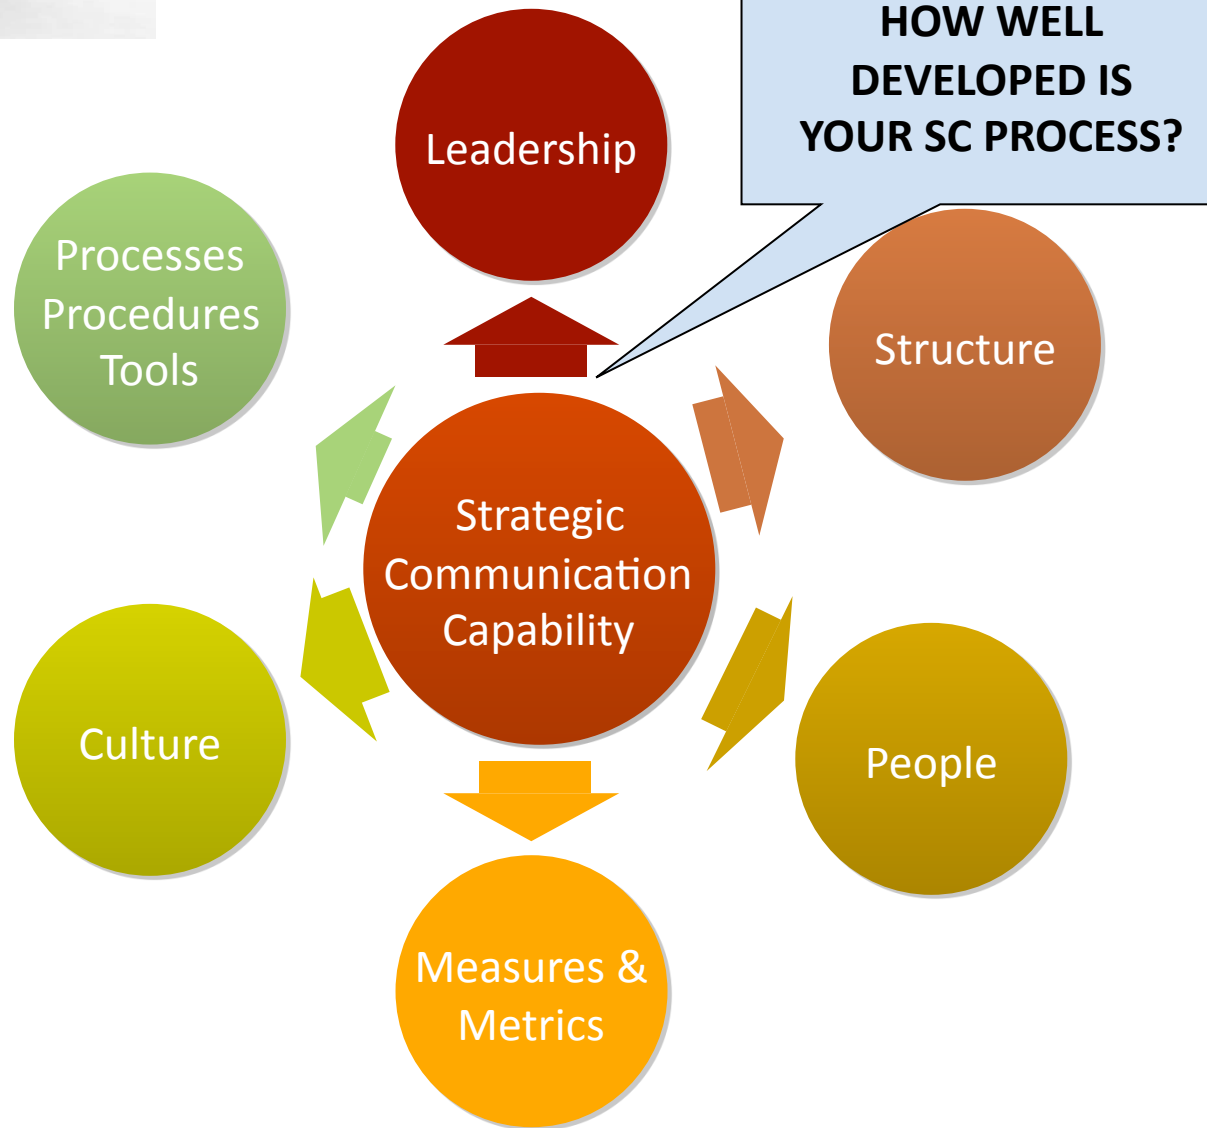 HOW WELL
DEVELOPED IS
YOUR SC PROCESS?
Leadership
Processes
Procedures
Tools
Structure
Strategic
Communication
Capability
Culture
People
Measures &
Metrics